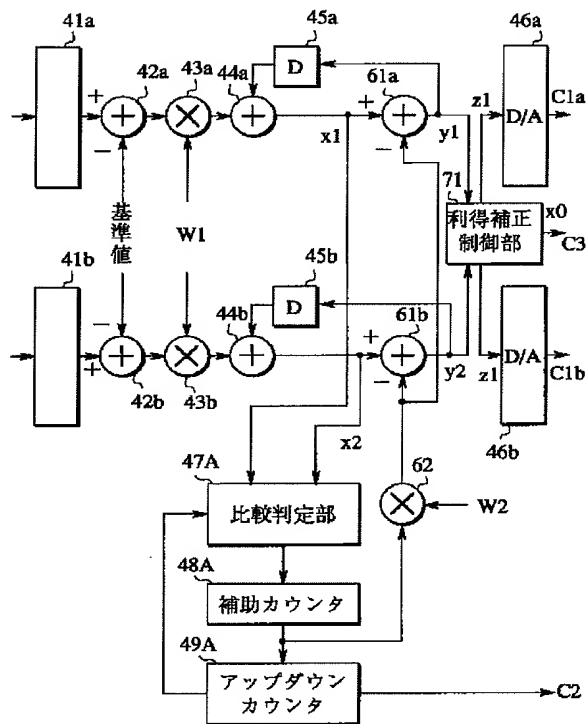 41a
42a
43a
44a
45a
61a
46a
D
+
−
x1
+
−
y1
z1
D/A
C1a
基準値
W1
71
利得補正
制御部
x0
C3
41b
42b
43b
44b
45b
61b
46b
D
−
+
x2
+
−
y2
z1
D/A
C1b
47A
比較判定部
62
W2
48A
補助カウンタ
49A
アップダウン
カウンタ
C2